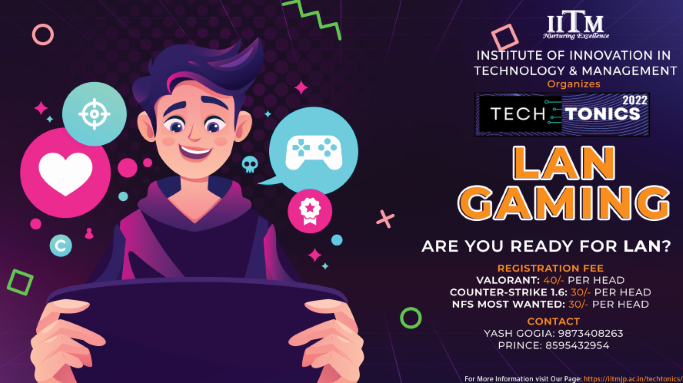 IITM
Nurturing Excellence
INSTITUTE OF INNOVATION IN
TECHNOLOGY & MANAGEMENT
Organizes
TECH TONICS 2022
LAN
GAMING
ARE YOU READY FOR LAN?
REGISTRATION FEE
VALORANT: 40/- PER HEAD
COUNTER-STRIKE 1.6: 30/- PER HEAD
NFS MOST WANTED: 30/- PER HEAD
CONTACT
YASH GOGIA: 9873408263
PRINCE: 8595432954
For More Information visit Our Page: https://iitmjp.ac.in/techtonics/
C